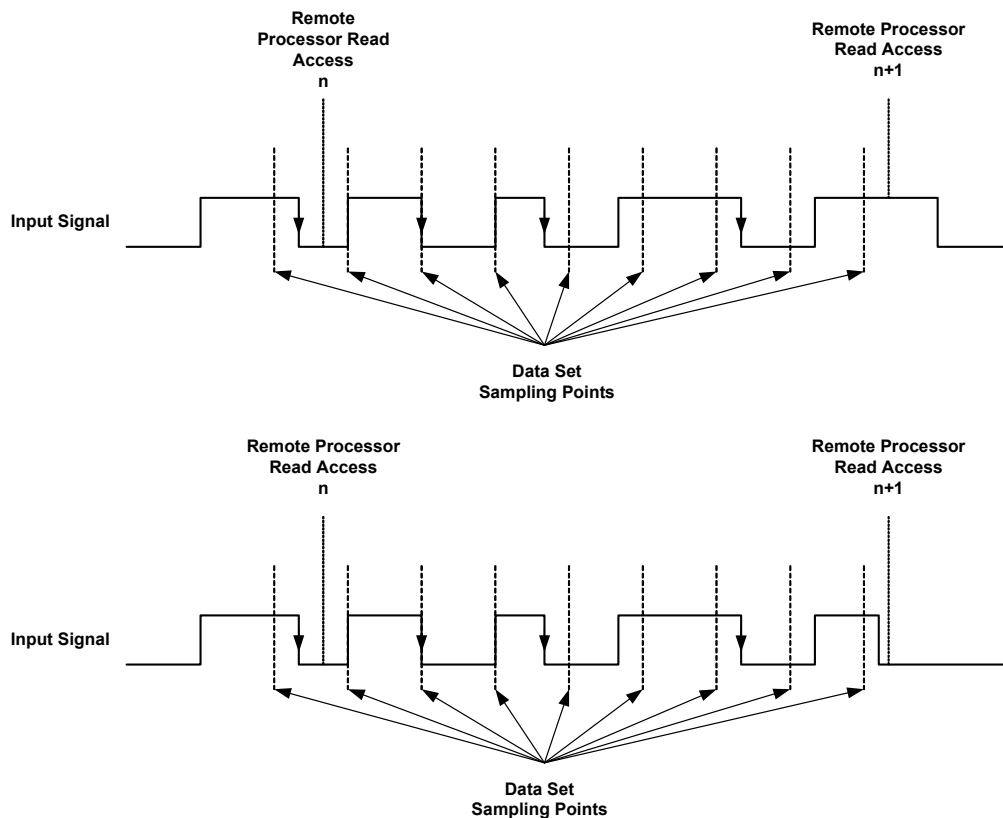 Remote
Processor Read
Access
n
Remote Processor
Read Access
n+1
Input Signal
Data Set
Sampling Points
Remote Processor
Read Access
n
Remote Processor
Read Access
n+1
Input Signal
Data Set
Sampling Points